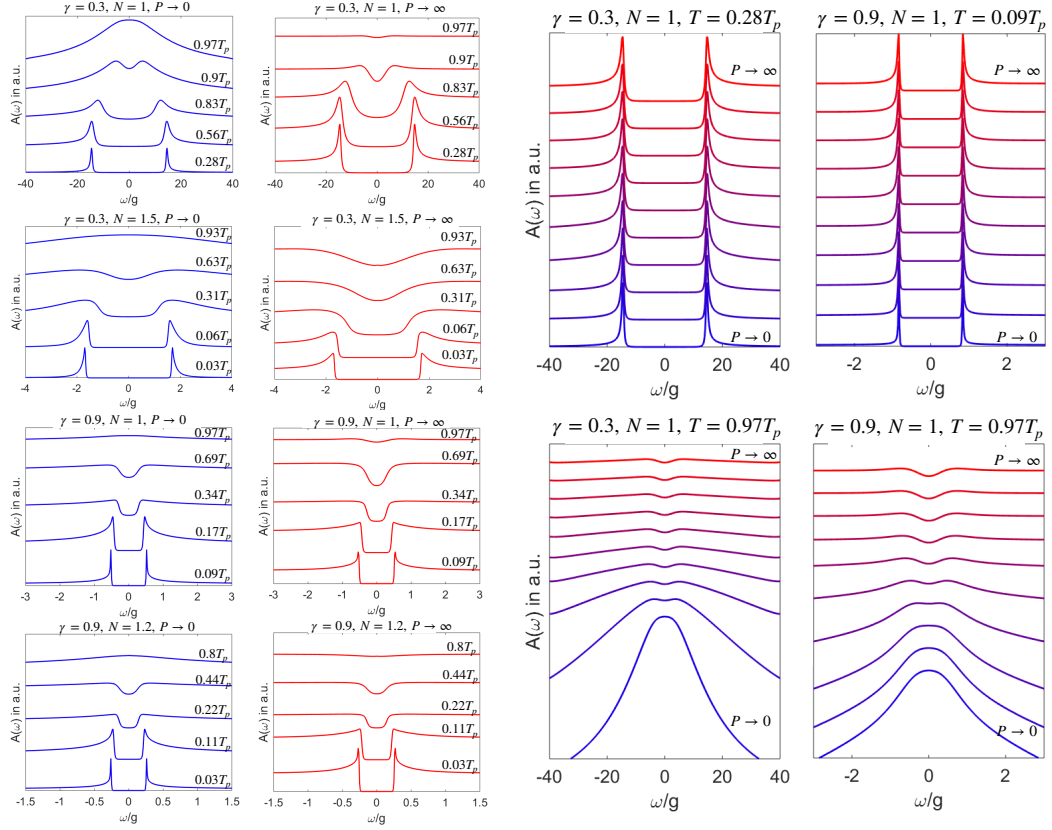 γ = 0.3, N = 1, P → 0
A(ω) in a.u.
0.97T_p
0.9T_p
0.83T_p
0.56T_p
0.28T_p
-40 -20 0 20 40
ω/g
γ = 0.3, N = 1, P → ∞
A(ω) in a.u.
0.97T_p
0.9T_p
0.83T_p
0.56T_p
0.28T_p
-40 -20 0 20 40
ω/g
γ = 0.3, N = 1.5, P → 0
A(ω) in a.u.
0.93T_p
0.63T_p
0.31T_p
0.06T_p
0.03T_p
-4 -2 0 2 4
ω/g
γ = 0.3, N = 1.5, P → ∞
A(ω) in a.u.
0.93T_p
0.63T_p
0.31T_p
0.06T_p
0.03T_p
-4 -2 0 2 4
ω/g
γ = 0.9, N = 1, P → 0
A(ω) in a.u.
0.97T_p
0.69T_p
0.34T_p
0.17T_p
0.09T_p
-3 -2 -1 0 1 2 3
ω/g
γ = 0.9, N = 1, P → ∞
A(ω) in a.u.
0.97T_p
0.69T_p
0.34T_p
0.17T_p
0.09T_p
-3 -2 -1 0 1 2 3
ω/g
γ = 0.9, N = 1.2, P → 0
A(ω) in a.u.
0.8T_p
0.44T_p
0.22T_p
0.11T_p
0.03T_p
-1.5 -1 -0.5 0 0.5 1 1.5
ω/g
γ = 0.9, N = 1.2, P → ∞
A(ω) in a.u.
0.8T_p
0.44T_p
0.22T_p
0.11T_p
0.03T_p
-1.5 -1 -0.5 0 0.5 1 1.5
ω/g
γ = 0.3, N = 1, T = 0.28T_p
A(ω) in a.u.
P → ∞
P → 0
-40 -20 0 20 40
ω/g
γ = 0.9, N = 1, T = 0.09T_p
P → ∞
P → 0
-2 0 2
ω/g
γ = 0.3, N = 1, T = 0.97T_p
A(ω) in a.u.
P → ∞
P → 0
-40 -20 0 20 40
ω/g
γ = 0.9, N = 1, T = 0.97T_p
P → ∞
P → 0
-2 0 2
ω/g